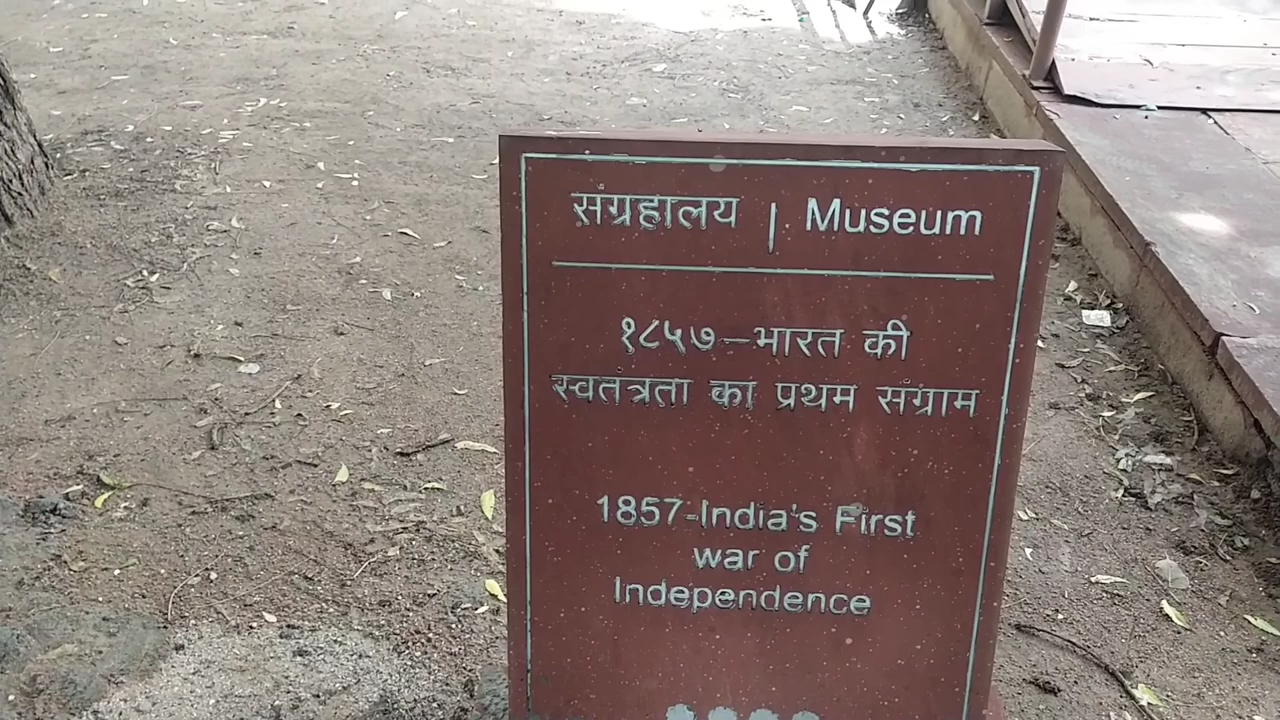 संग्रहालय | Museum
१८५७–भारत की
स्वतंत्रता का प्रथम संग्राम
1857-India's First
war of
Independence